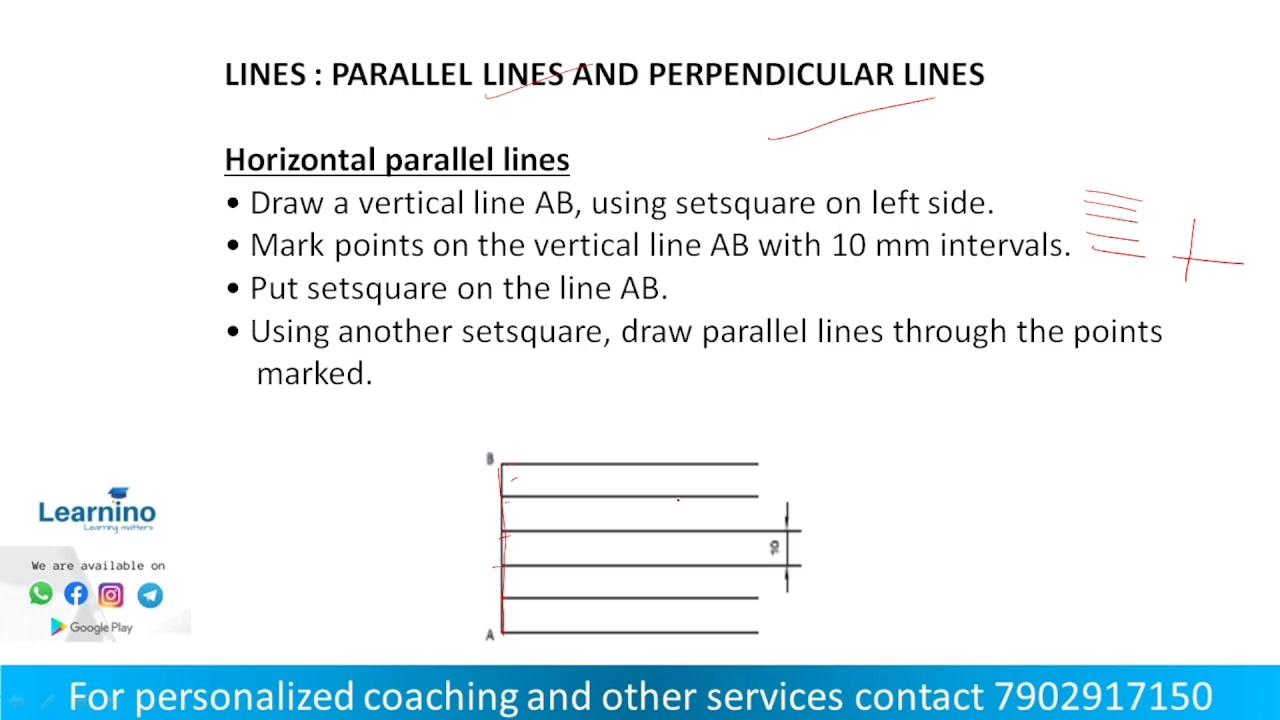 LINES : PARALLEL LINES AND PERPENDICULAR LINES
Horizontal parallel lines
• Draw a vertical line AB, using setsquare on left side.
• Mark points on the vertical line AB with 10 mm intervals.
• Put setsquare on the line AB.
• Using another setsquare, draw parallel lines through the points
marked.
B
10
A
Learnino
Learning matters
We are available on
Google Play
For personalized coaching and other services contact 7902917150